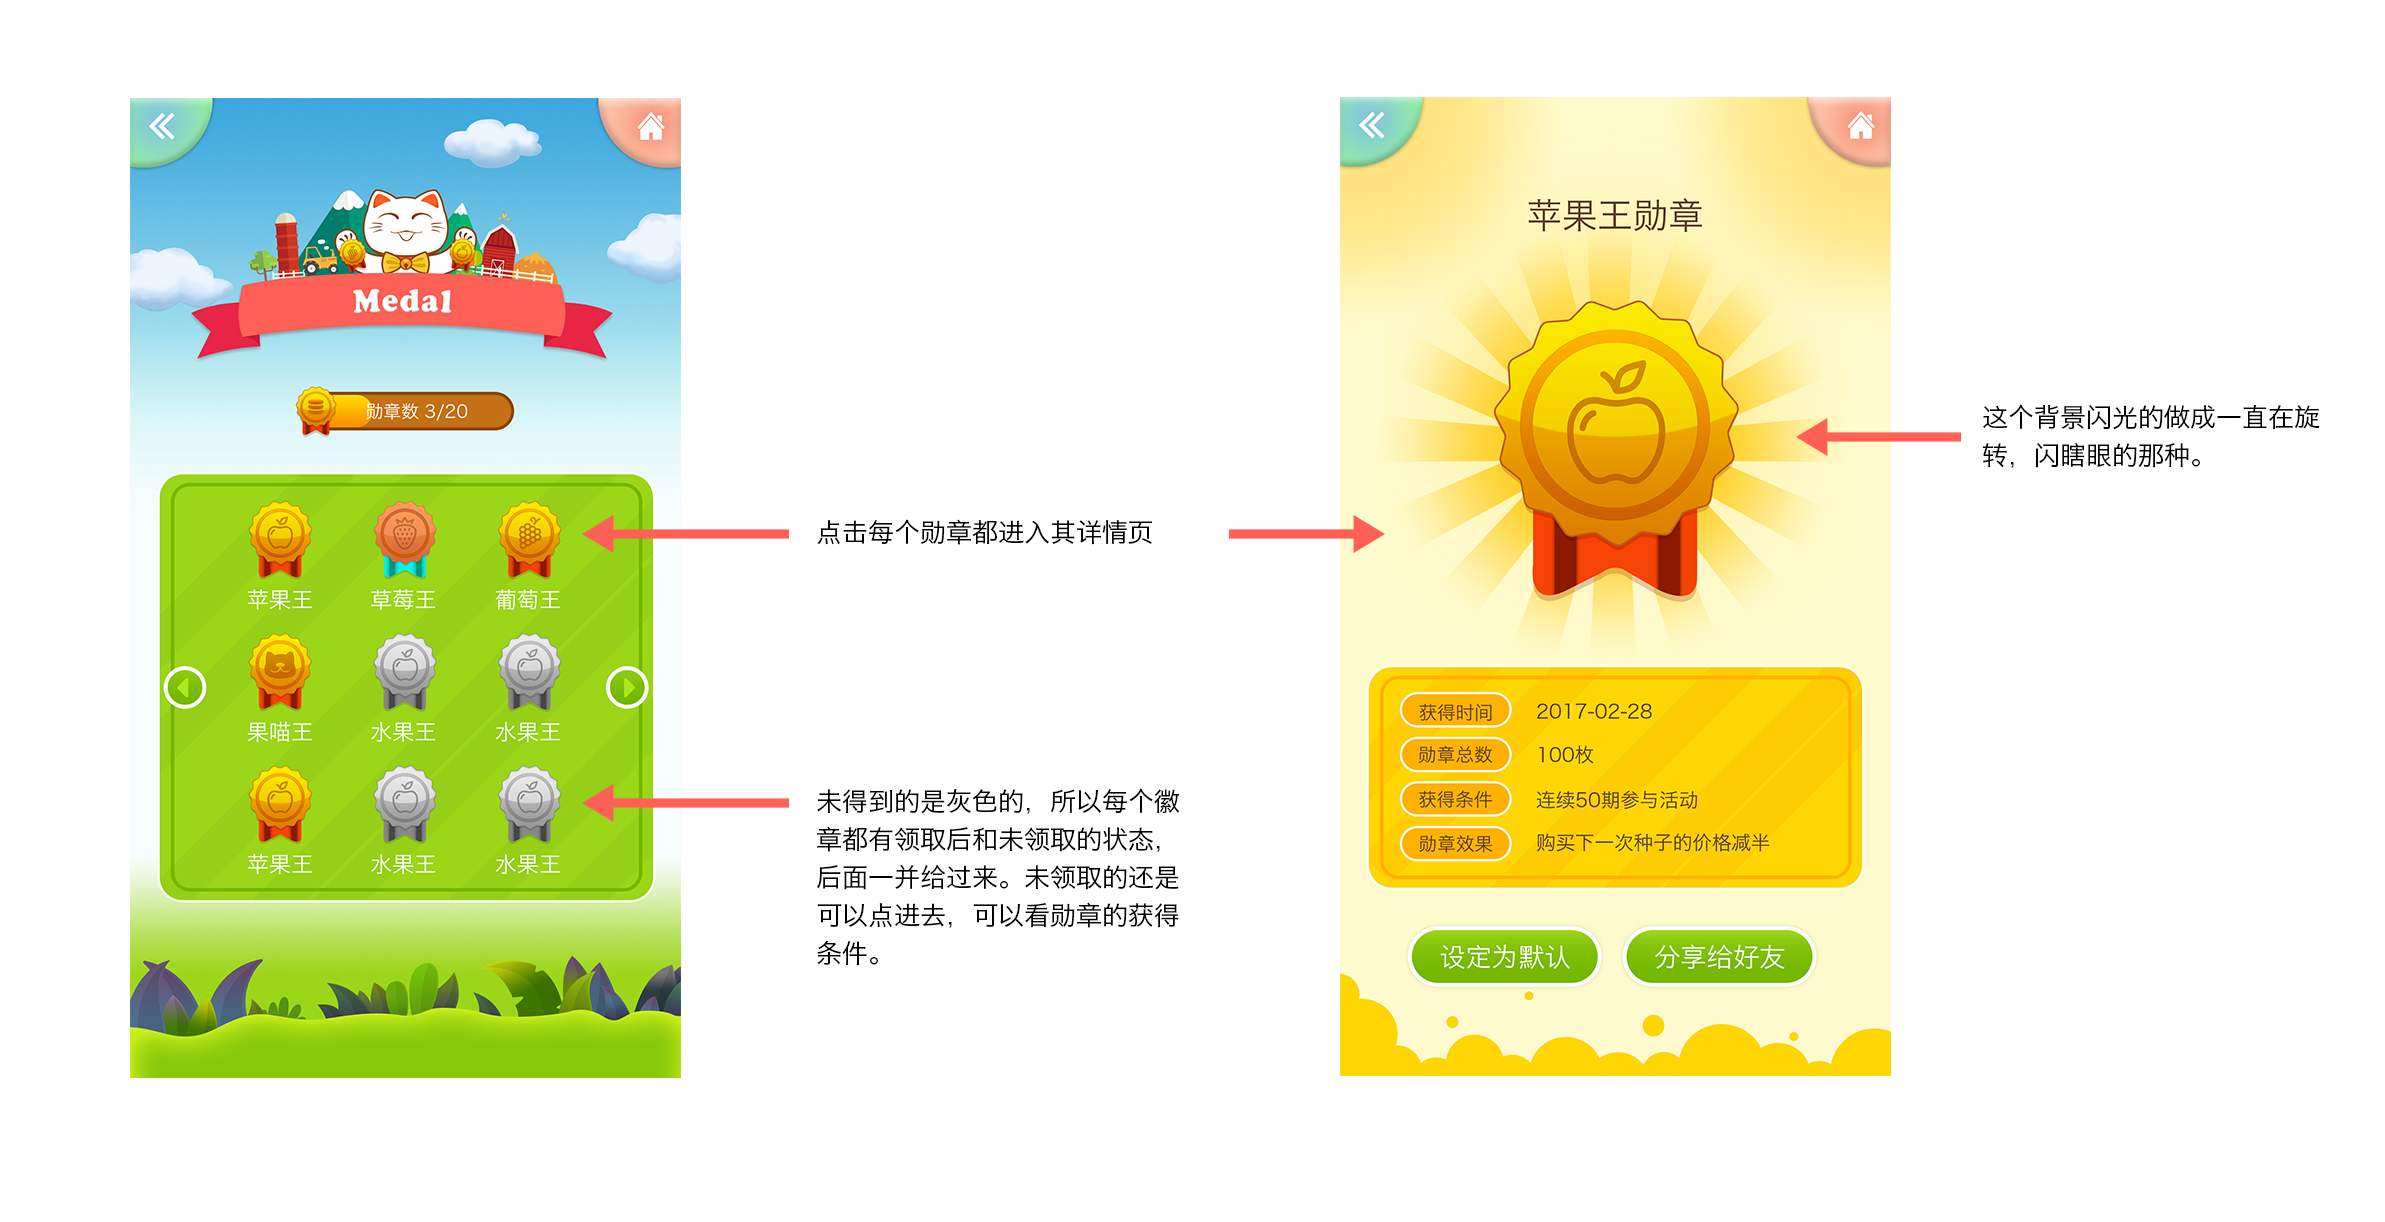 Medal
勋章数 3/20
苹果王
草莓王
葡萄王
果喵王
水果王
水果王
苹果王
水果王
水果王
点击每个勋章都进入其详情页
未得到的是灰色的，所以每个徽
章都有领取后和未领取的状态，
后面一并给过来。未领取的还是
可以点进去，可以看勋章的获得
条件。
苹果王勋章
获得时间 2017-02-28
勋章总数 100枚
获得条件 连续50期参与活动
勋章效果 购买下一次种子的价格减半
设定为默认
分享给好友
这个背景闪光的做成一直在旋
转，闪瞎眼的那种。